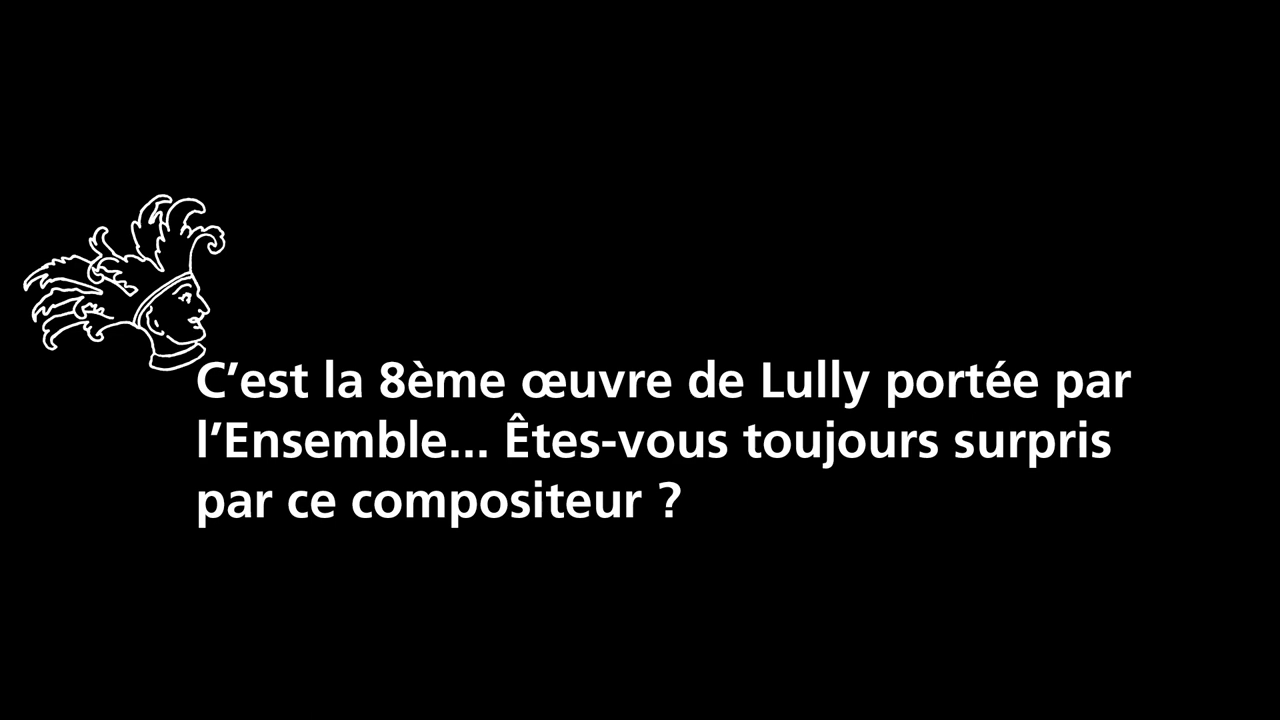 C’est la 8ème œuvre de Lully portée par
l’Ensemble... Êtes-vous toujours surpris
par ce compositeur ?